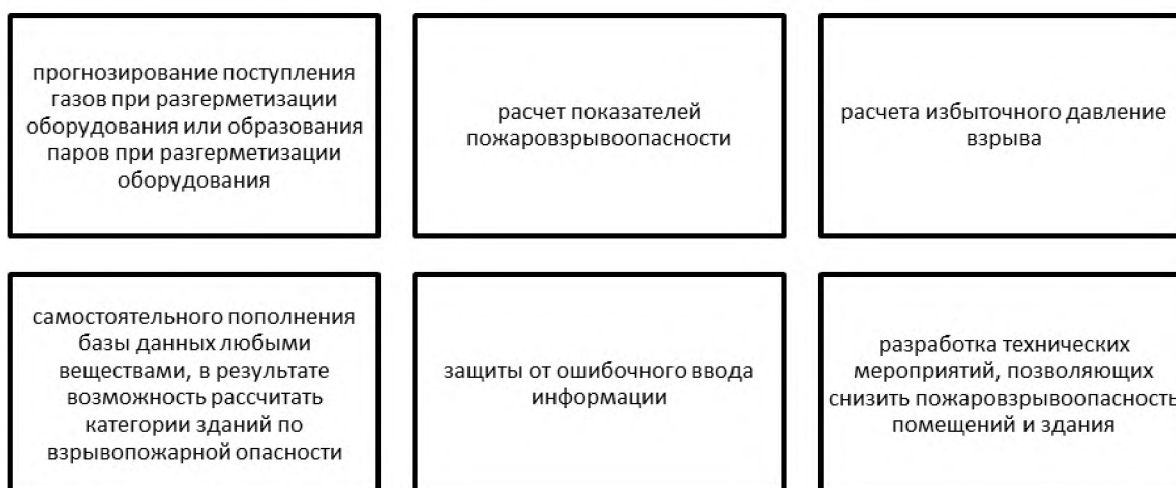 прогнозирование поступления
газов при разгерметизации
оборудования или образования
паров при разгерметизации
оборудования
расчет показателей
пожаровзрывоопасности
расчета избыточного давление
взрыва
самостоятельного пополнения
базы данных любыми
веществами, в результате
возможность рассчитать
категории зданий по
взрывопожарной опасности
защиты от ошибочного ввода
информации
разработка технических
мероприятий, позволяющих
снизить пожаровзрывоопасность
помещений и здания